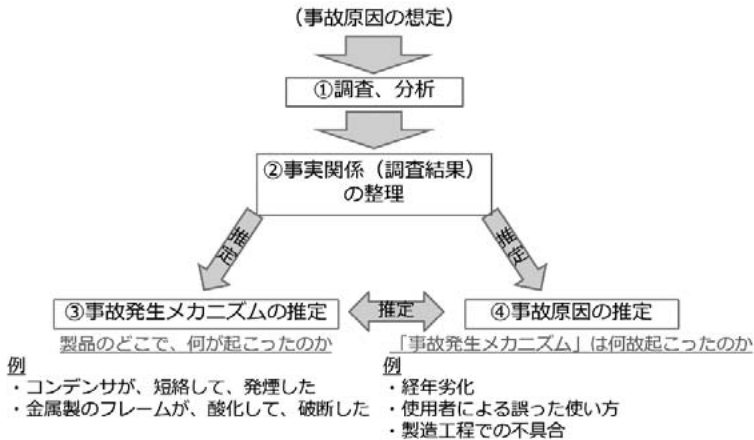 （事故原因の想定）
①調査、分析
②事実関係（調査結果）
の整理
推定
推定
③事故発生メカニズムの推定
推定
④事故原因の推定
製品のどこで、何が起こったのか
「事故発生メカニズム」は何故起こったのか
例
・コンデンサが、短絡して、発煙した
・金属製のフレームが、酸化して、破断した
例
・経年劣化
・使用者による誤った使い方
・製造工程での不具合